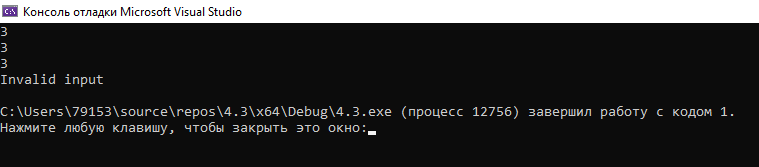 Консоль отладки Microsoft Visual Studio
3
3
3
Invalid input
C:\Users\79153\source\repos\4.3\x64\Debug\4.3.exe (процесс 12756) завершил работу с кодом 1.
Нажмите любую клавишу, чтобы закрыть это окно: